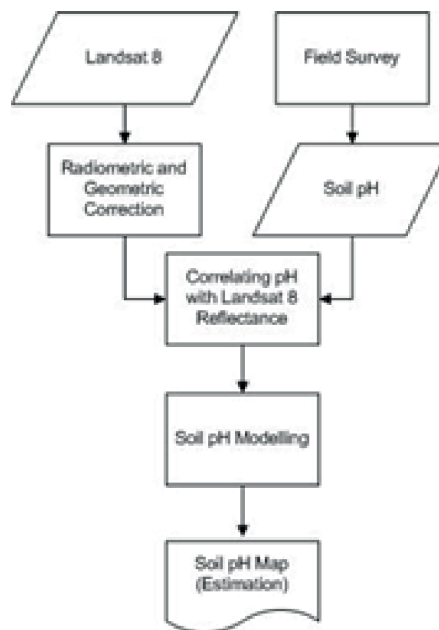 Landsat 8
Field Survey
Radiometric and
Geometric
Correction
Soil pH
Correlating pH
with Landsat 8
Reflectance
Soil pH Modelling
Soil pH Map
(Estimation)